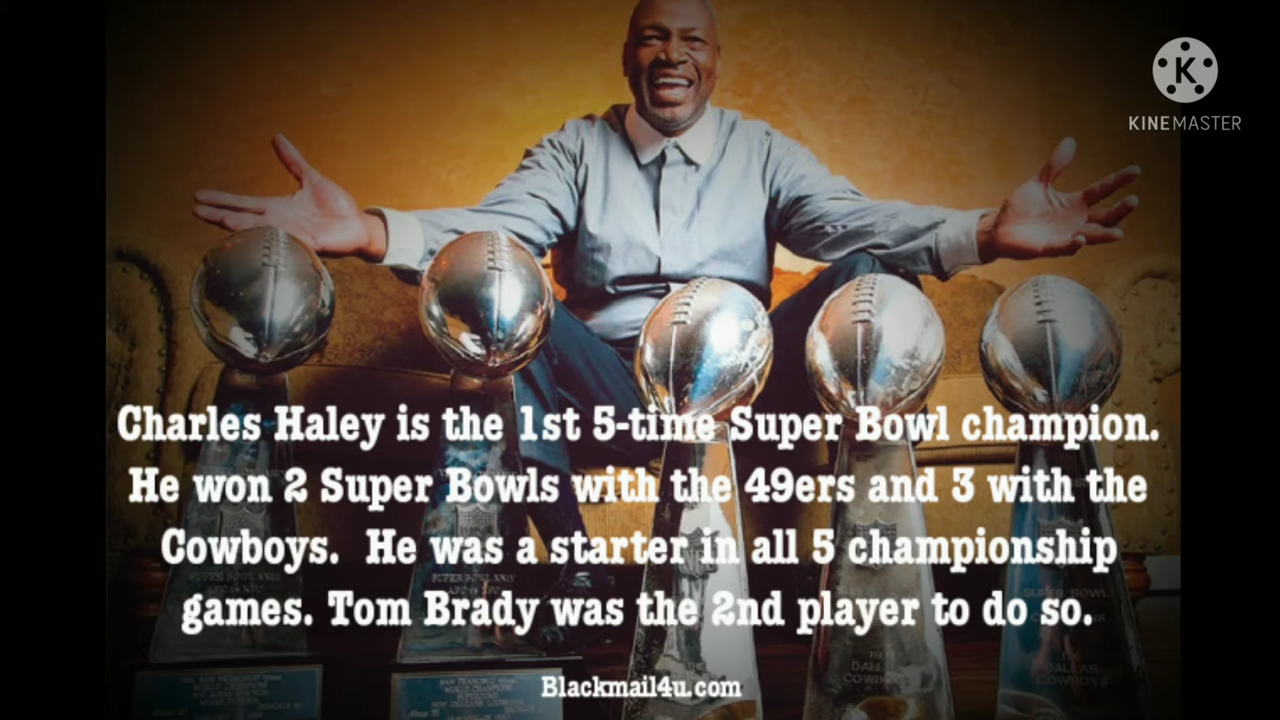 KINEMASTER
Charles Haley is the 1st 5-time Super Bowl champion.
He won 2 Super Bowls with the 49ers and 3 with the
Cowboys. He was a starter in all 5 championship
games. Tom Brady was the 2nd player to do so.
Blackmail4u.com